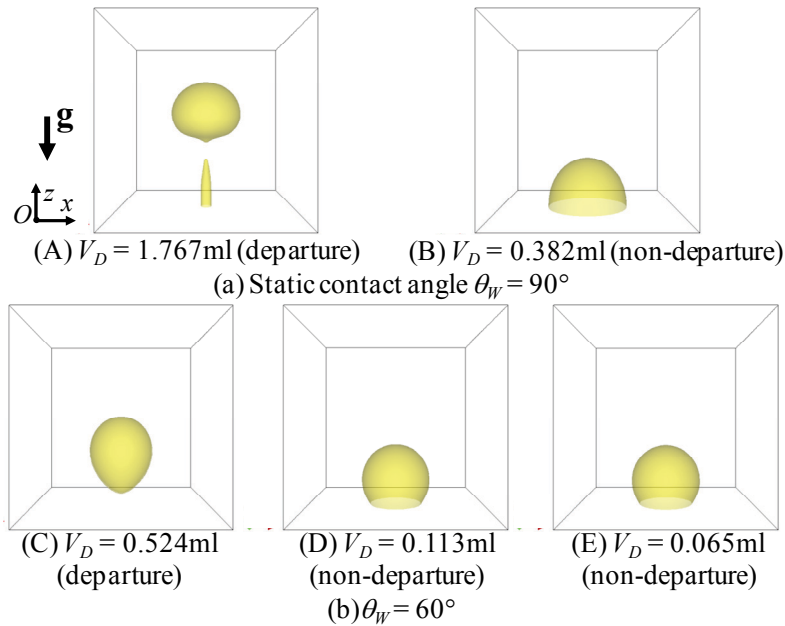 g
z
O x
(A) V_D = 1.767ml (departure)
(B) V_D = 0.382ml (non-departure)
(a) Static contact angle θ_W = 90°
(C) V_D = 0.524ml
(departure)
(D) V_D = 0.113ml
(non-departure)
(E) V_D = 0.065ml
(non-departure)
(b)θ_W = 60°